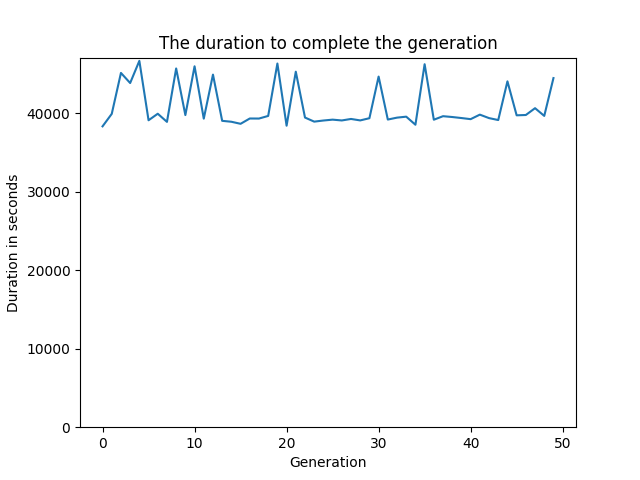 The duration to complete the generation
40000
30000
20000
10000
0
Duration in seconds
0 10 20 30 40 50
Generation